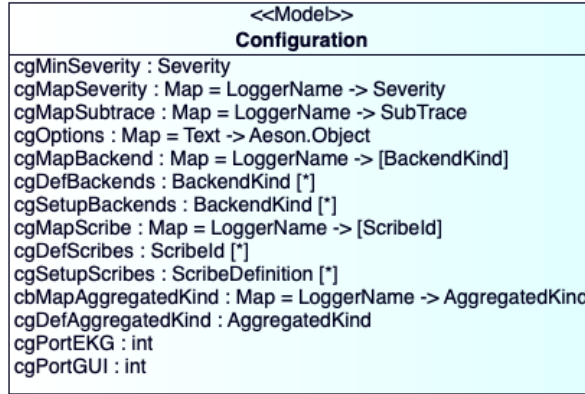 <<Model>>
Configuration
cgMinSeverity : Severity
cgMapSeverity : Map = LoggerName -> Severity
cgMapSubtrace : Map = LoggerName -> SubTrace
cgOptions : Map = Text -> Aeson.Object
cgMapBackend : Map = LoggerName -> [BackendKind]
cgDefBackends : BackendKind [*]
cgSetupBackends : BackendKind [*]
cgMapScribe : Map = LoggerName -> [ScribeId]
cgDefScribes : ScribeId [*]
cgSetupScribes : ScribeDefinition [*]
cbMapAggregatedKind : Map = LoggerName -> AggregatedKind
cgDefAggregatedKind : AggregatedKind
cgPortEKG : int
cgPortGUI : int